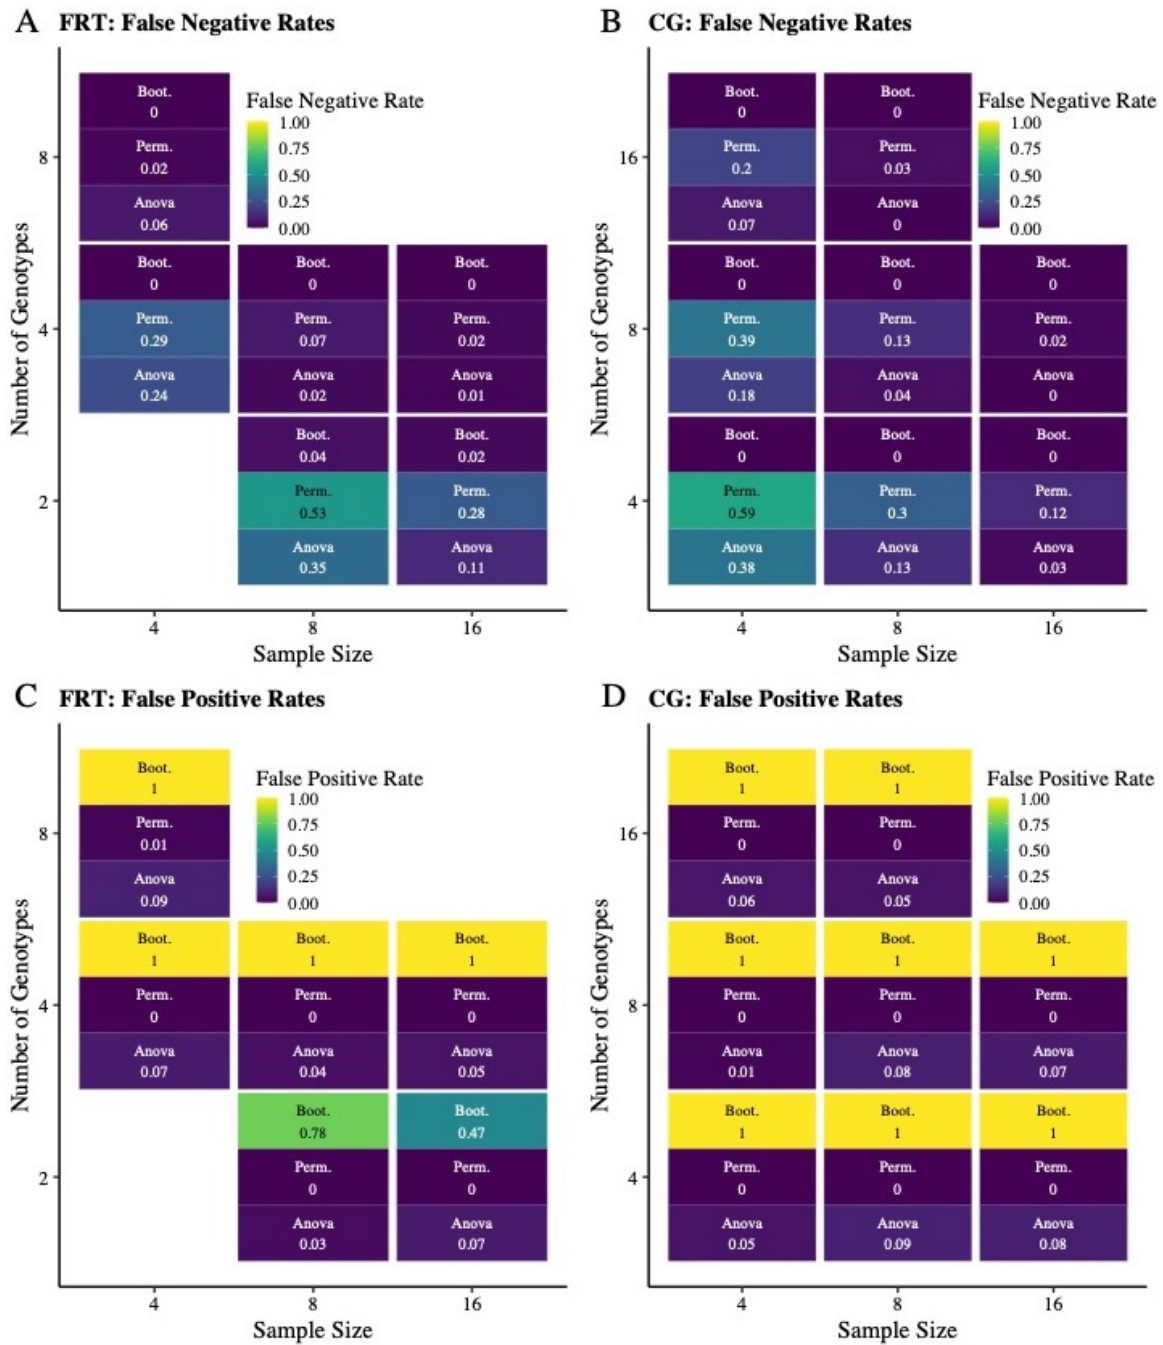 A FRT: False Negative Rates
Boot.
0
Perm.
0.02
Anova
0.06
Boot.
0
Perm.
0.29
Anova
0.24
Boot.
0
Perm.
0.07
Anova
0.02
Boot.
0
Perm.
0.02
Anova
0.01
Boot.
0.04
Perm.
0.53
Anova
0.35
Boot.
0.02
Perm.
0.28
Anova
0.11
False Negative Rate
1.00
0.75
0.50
0.25
0.00
Number of Genotypes
8
4
2
4
8
16
Sample Size
B CG: False Negative Rates
Boot.
0
Perm.
0.2
Anova
0.07
Boot.
0
Perm.
0.03
Anova
0
Boot.
0
Perm.
0.39
Anova
0.18
Boot.
0
Perm.
0.13
Anova
0.04
Boot.
0
Perm.
0.02
Anova
0
Boot.
0
Perm.
0.59
Anova
0.38
Boot.
0
Perm.
0.3
Anova
0.13
Boot.
0
Perm.
0.12
Anova
0.03
False Negative Rate
1.00
0.75
0.50
0.25
0.00
Number of Genotypes
16
8
4
4
8
16
Sample Size
C FRT: False Positive Rates
Boot.
1
Perm.
0.01
Anova
0.09
Boot.
1
Perm.
0
Anova
0.07
Boot.
1
Perm.
0
Anova
0.04
Boot.
1
Perm.
0
Anova
0.05
Boot.
0.78
Perm.
0
Anova
0.03
Boot.
0.47
Perm.
0
Anova
0.07
False Positive Rate
1.00
0.75
0.50
0.25
0.00
Number of Genotypes
8
4
2
4
8
16
Sample Size
D CG: False Positive Rates
Boot.
1
Perm.
0
Anova
0.06
Boot.
1
Perm.
0
Anova
0.05
Boot.
1
Perm.
0
Anova
0.01
Boot.
1
Perm.
0
Anova
0.08
Boot.
1
Perm.
0
Anova
0.07
Boot.
1
Perm.
0
Anova
0.05
Boot.
1
Perm.
0
Anova
0.09
Boot.
1
Perm.
0
Anova
0.08
False Positive Rate
1.00
0.75
0.50
0.25
0.00
Number of Genotypes
16
8
4
4
8
16
Sample Size